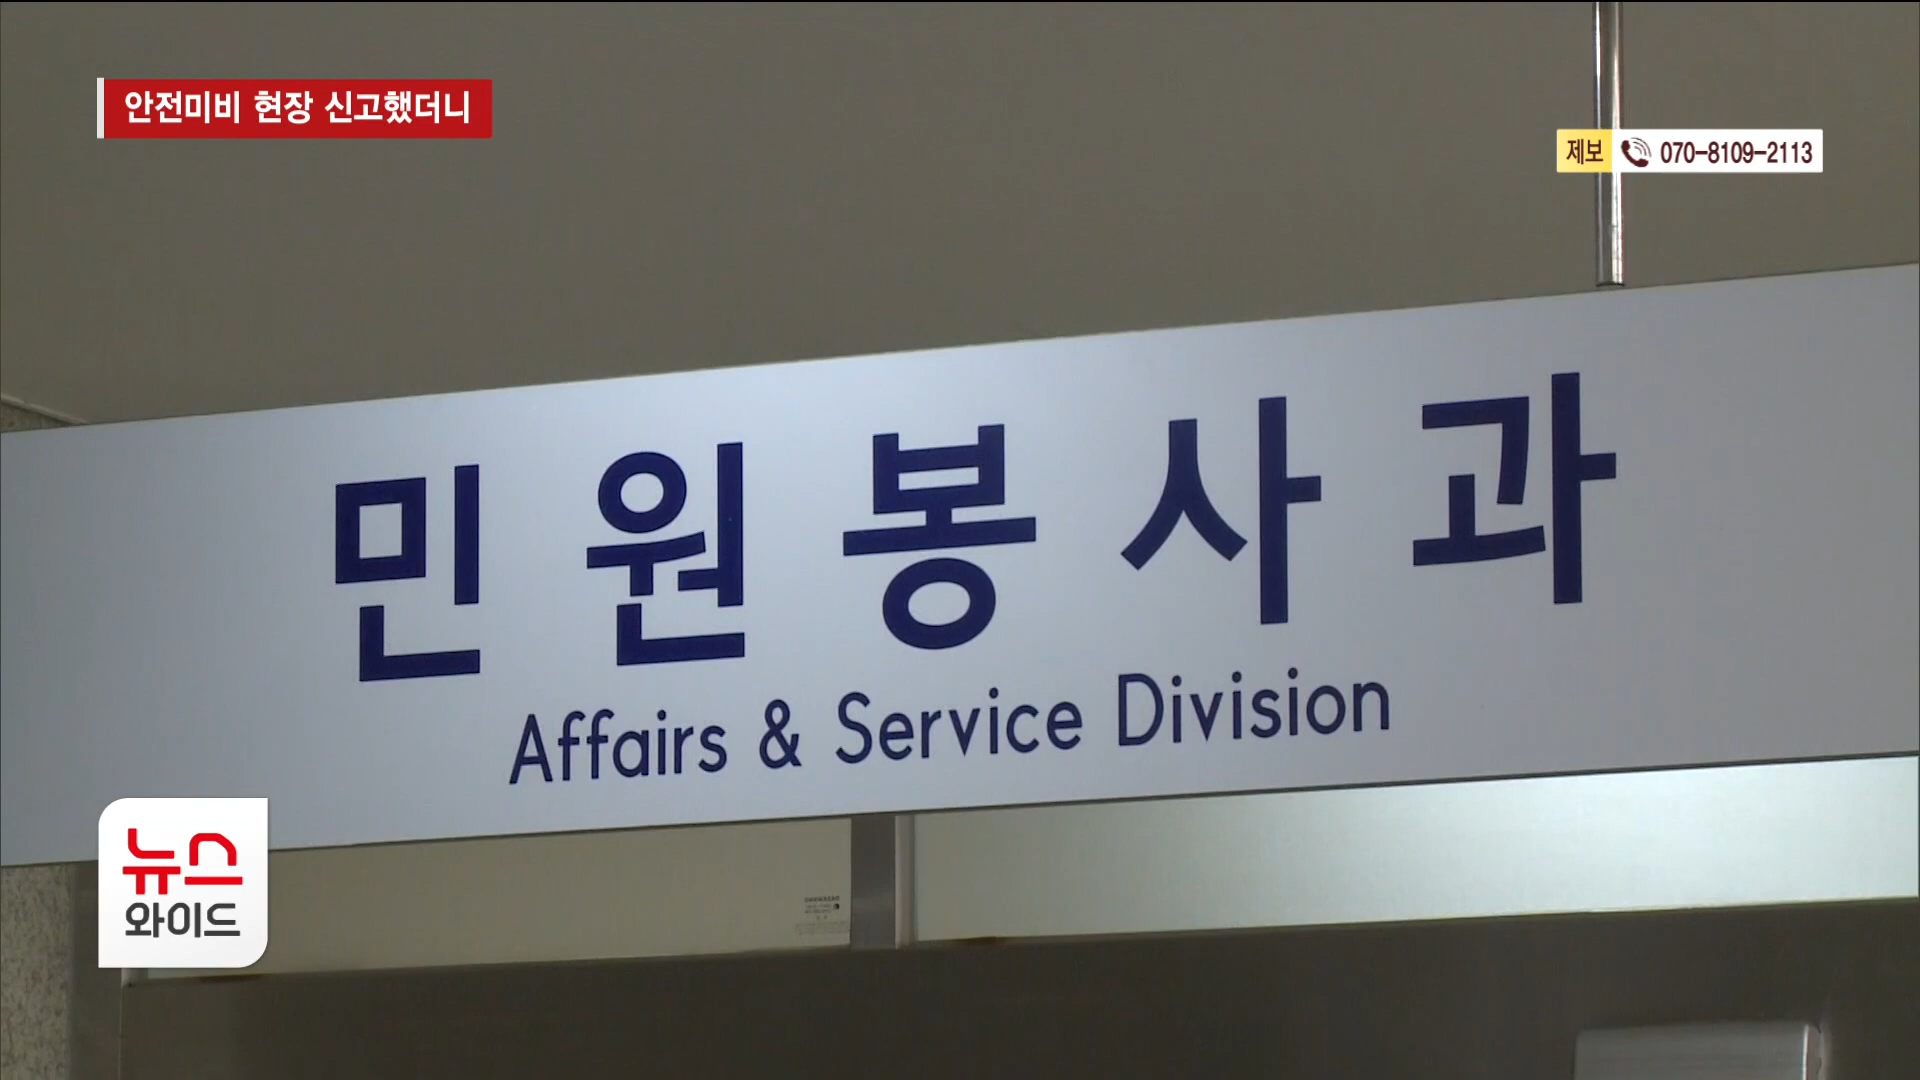 안전미비 현장 신고했더니
제보 070-8109-2113
민원봉사과
Affairs & Service Division
뉴스
와이드